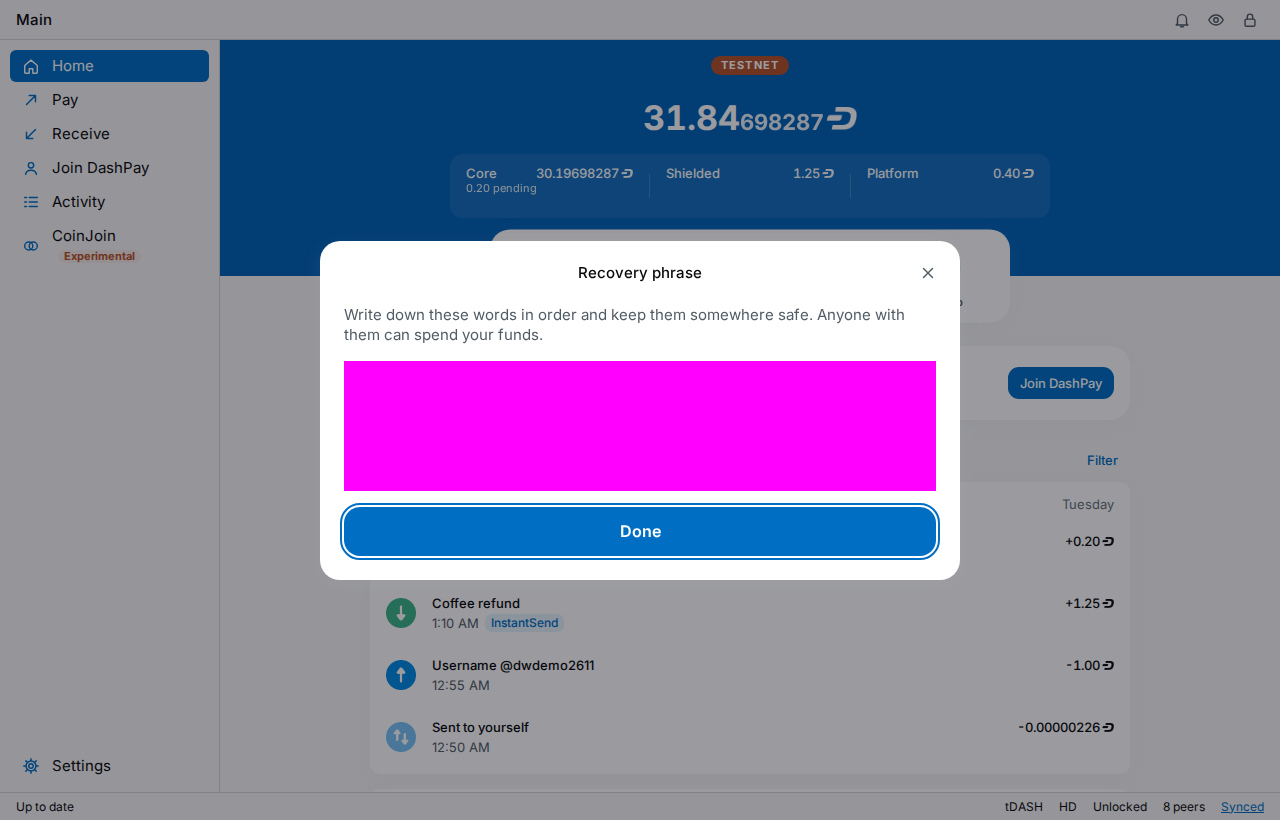 Main
Home
Pay
Receive
Join DashPay
Activity
CoinJoin
Experimental
Settings
TESTNET
31.84698287
Core 30.19698287
0.20 pending
Shielded 1.25
Platform 0.40
Recovery phrase
Write down these words in order and keep them somewhere safe. Anyone with
them can spend your funds.
Done
Join DashPay
Filter
Tuesday
+0.20
Coffee refund +1.25
1:10 AM InstantSend
Username @dwdemo2611 -1.00
12:55 AM
Sent to yourself -0.00000226
12:50 AM
Up to date
tDASH HD Unlocked 8 peers Synced